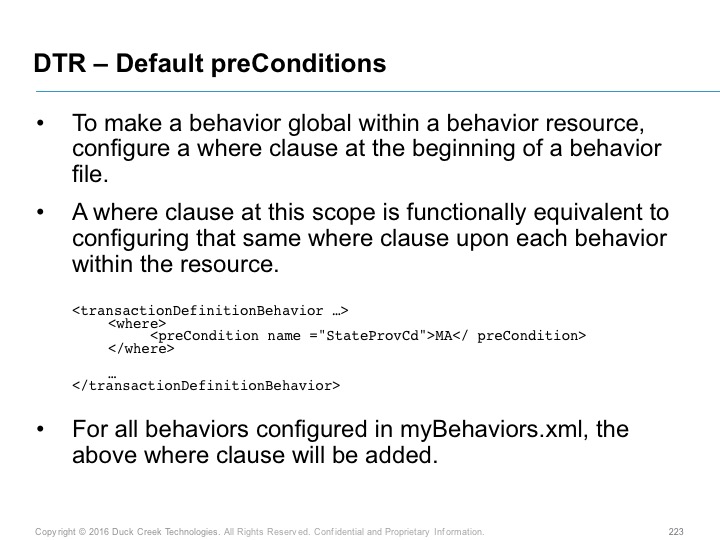 DTR – Default preConditions
• To make a behavior global within a behavior resource,
configure a where clause at the beginning of a behavior
file.
• A where clause at this scope is functionally equivalent to
configuring that same where clause upon each behavior
within the resource.
<transactionDefinitionBehavior …>
<where>
<preCondition name ="StateProvCd">MA</ preCondition>
</where>
…
</transactionDefinitionBehavior>
• For all behaviors configured in myBehaviors.xml, the
above where clause will be added.
Copyright © 2016 Duck Creek Technologies. All Rights Reserved. Confidential and Proprietary Information. 223